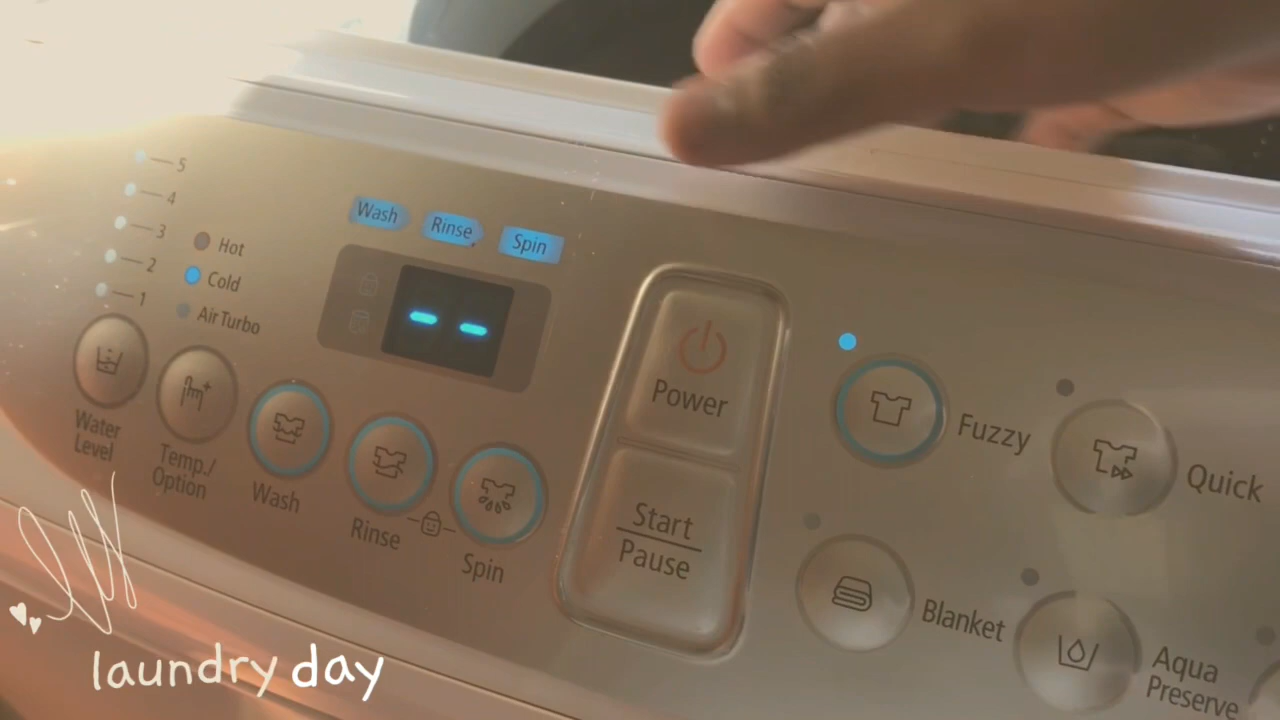 5
4
3
2
1
Hot
Cold
Air Turbo
Wash
Rinse
Spin
- -
Water
Level
Temp./
Option
Wash
Rinse
Spin
Power
Start
Pause
Fuzzy
Quick
Blanket
Aqua
Preserve
laundry day